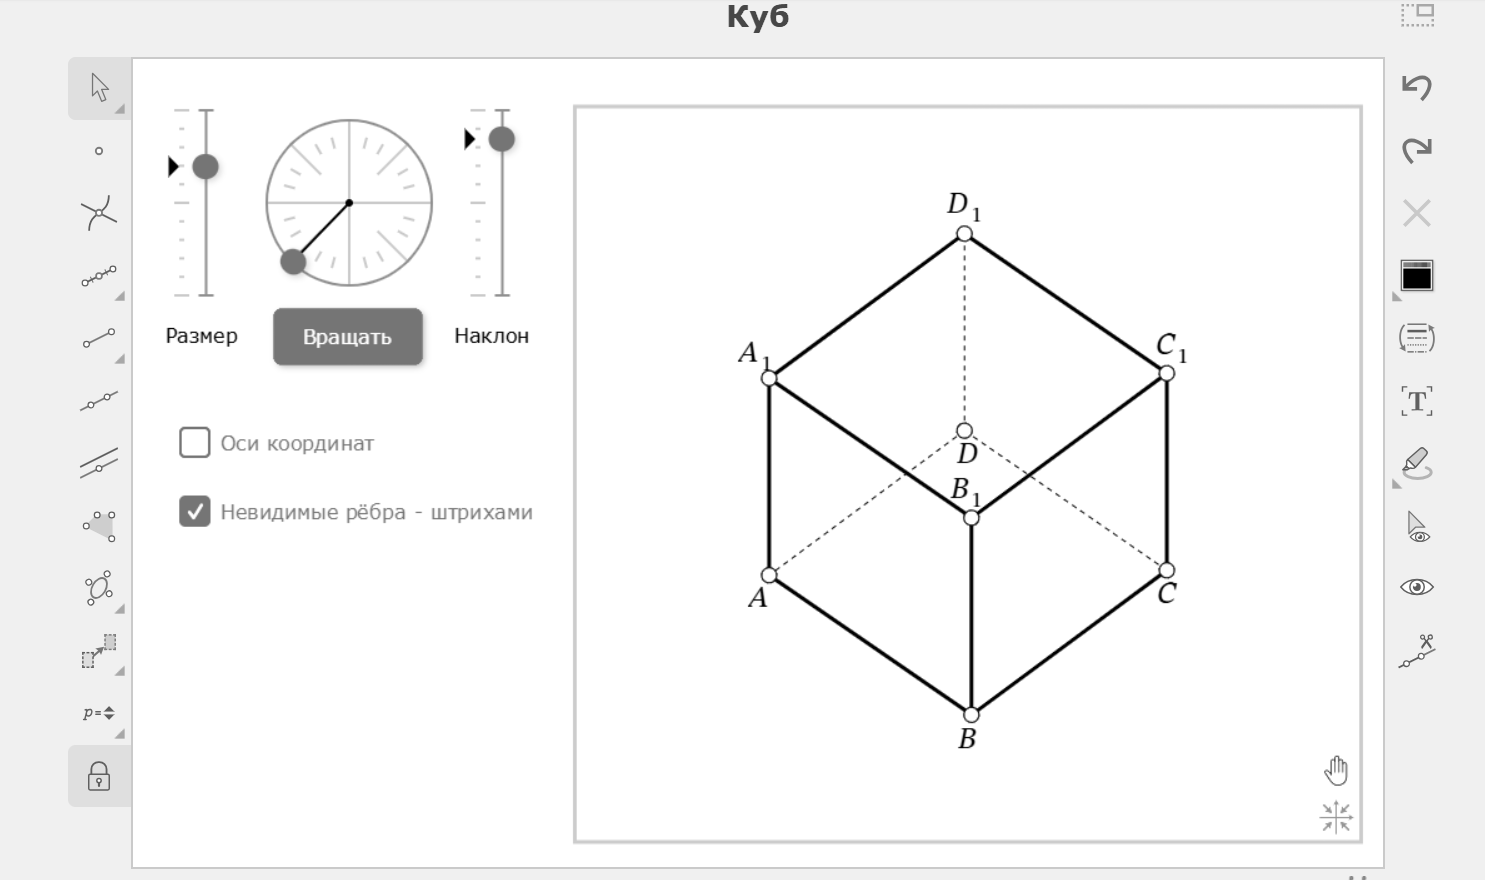 Куб
Размер
Вращать
Наклон
Оси координат
Невидимые рёбра - штрихами
D1
A1
C1
D
B1
A
C
B
p=
T